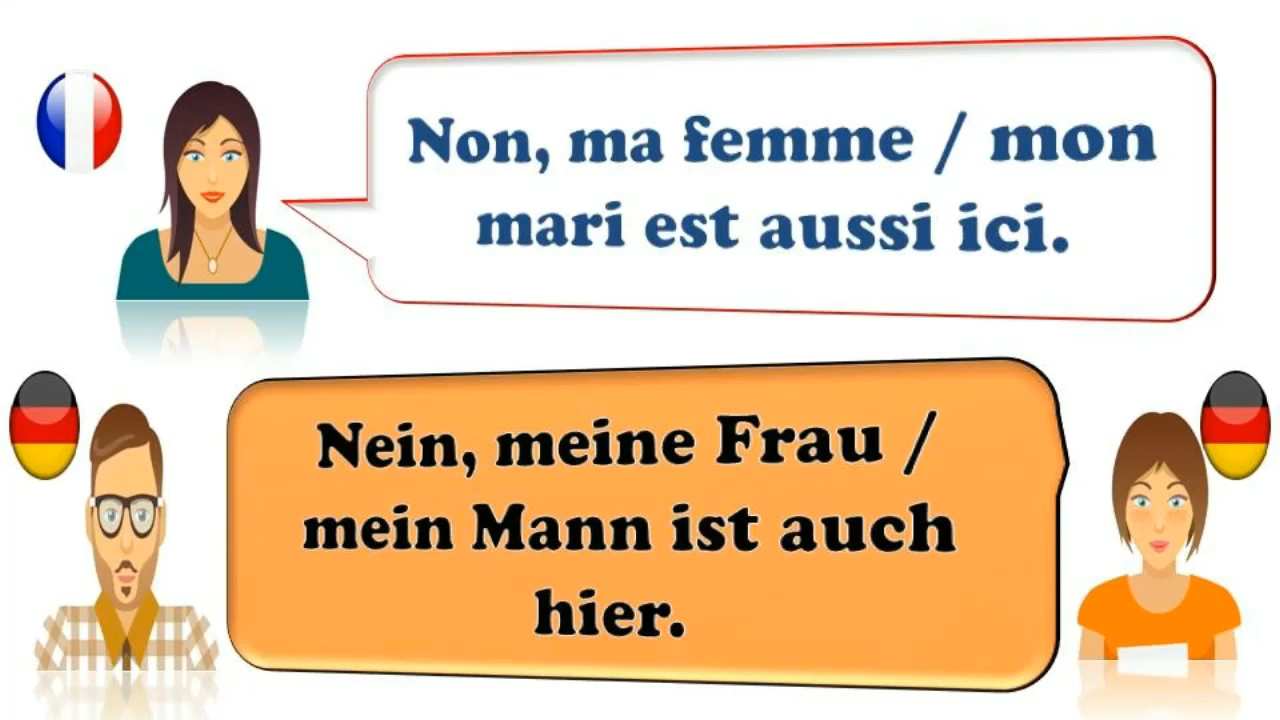 Non, ma femme / mon
mari est aussi ici.
Nein, meine Frau /
mein Mann ist auch
hier.